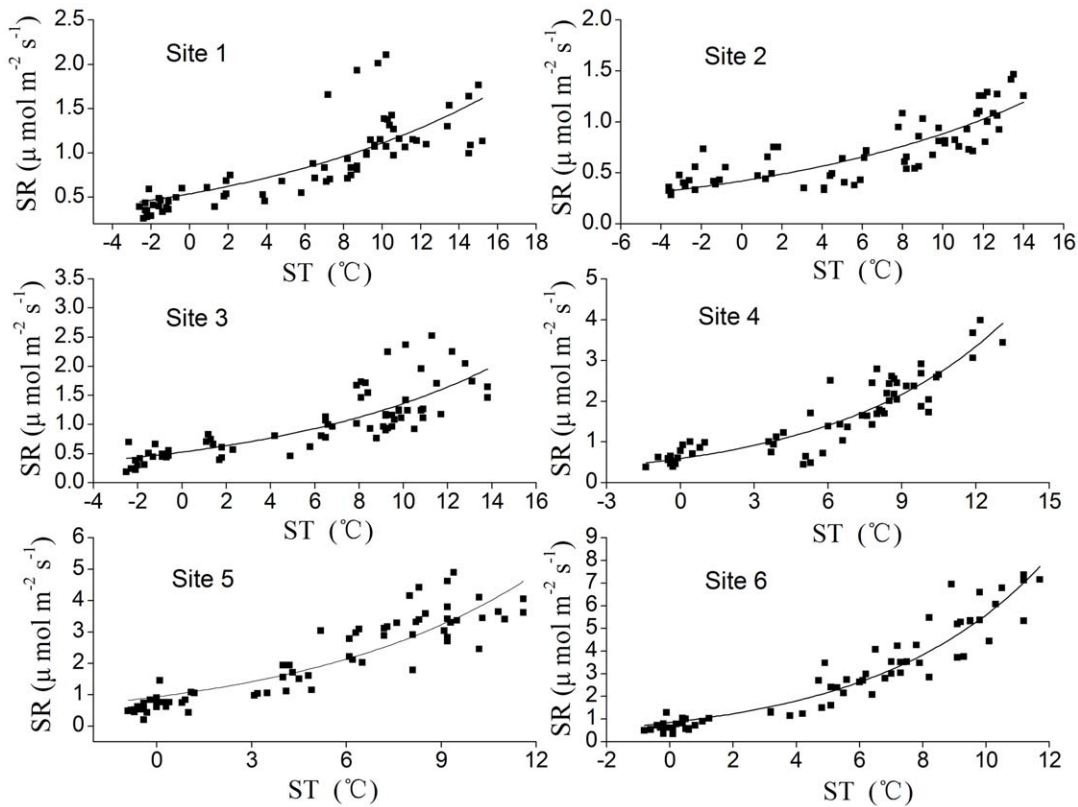 2.5
2.0
1.5
1.0
0.5
SR (μ mol m⁻² s⁻¹)
Site 1
-4 -2 0 2 4 6 8 10 12 14 16 18
ST (℃)
2.0
1.5
1.0
0.5
0.0
SR (μ mol m⁻² s⁻¹)
Site 2
-6 -4 -2 0 2 4 6 8 10 12 14 16
ST (℃)
3.5
3.0
2.5
2.0
1.5
1.0
0.5
0.0
SR (μ mol m⁻² s⁻¹)
Site 3
-4 -2 0 2 4 6 8 10 12 14 16
ST (℃)
5
4
3
2
1
0
SR (μ mol m⁻² s⁻¹)
Site 4
-3 0 3 6 9 12 15
ST (℃)
6
5
4
3
2
1
0
SR (μ mol m⁻² s⁻¹)
Site 5
0 3 6 9 12
ST (℃)
9
8
7
6
5
4
3
2
1
0
SR (μ mol m⁻² s⁻¹)
Site 6
-2 0 2 4 6 8 10 12
ST (℃)